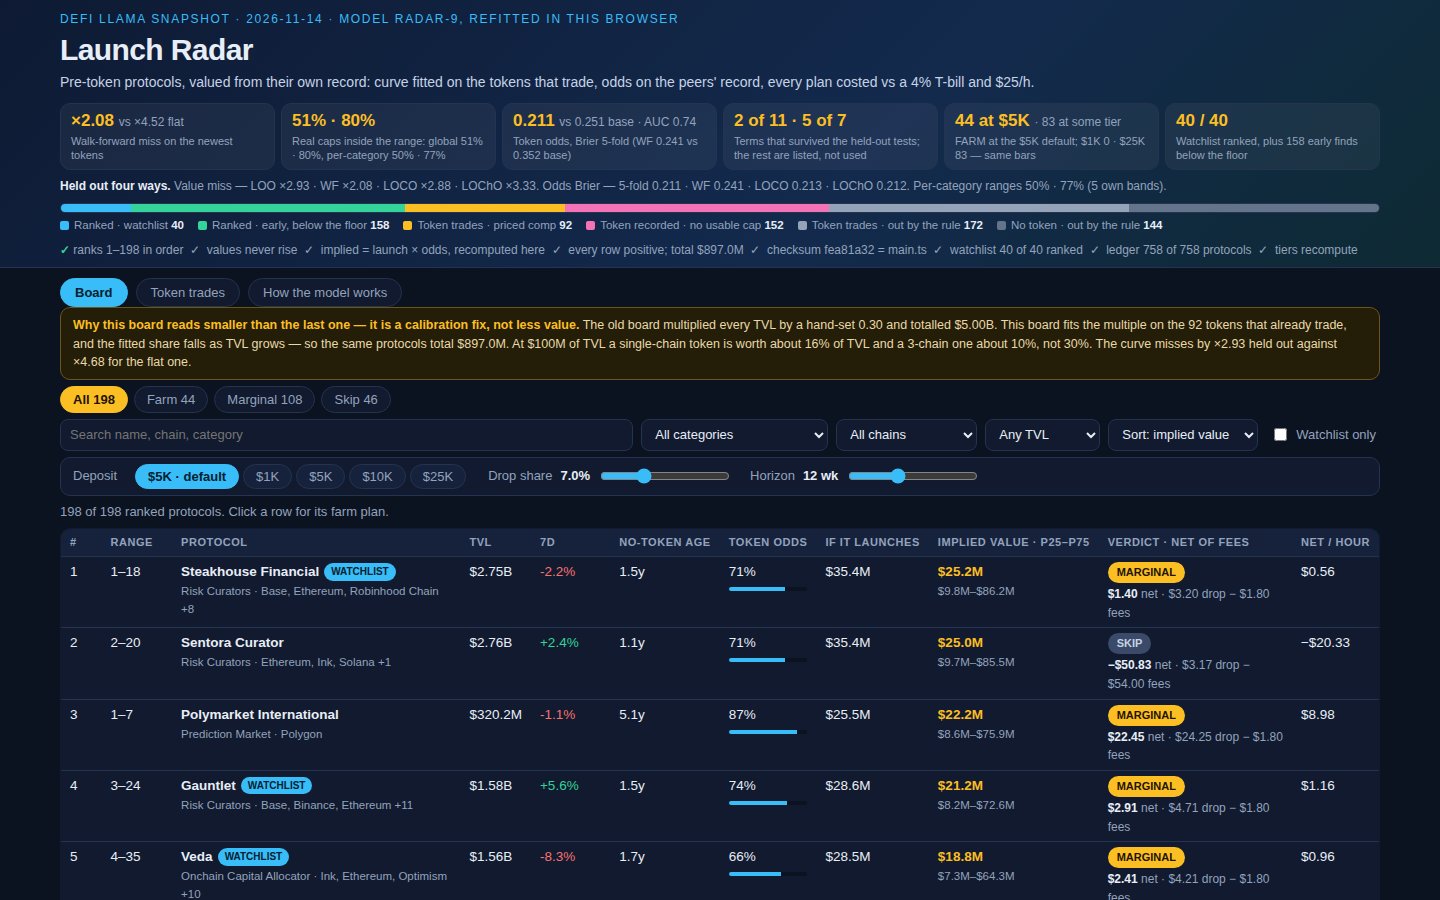 DEFI LLAMA SNAPSHOT · 2026-11-14 · MODEL RADAR-9, REFITTED IN THIS BROWSER
Launch Radar
Pre-token protocols, valued from their own record: curve fitted on the tokens that trade, odds on the peers' record, every plan costed vs a 4% T-bill and $25/h.
×2.08 vs ×4.52 flat
Walk-forward miss on the newest
tokens
51% · 80%
Real caps inside the range: global 51%
· 80%, per-category 50% · 77%
0.211 vs 0.251 base · AUC 0.74
Token odds, Brier 5-fold (WF 0.241 vs
0.352 base)
2 of 11 · 5 of 7
Terms that survived the held-out tests;
the rest are listed, not used
44 at $5K · 83 at some tier
FARM at the $5K default; $1K 0 · $25K
83 — same bars
40 / 40
Watchlist ranked, plus 158 early finds
below the floor
Held out four ways. Value miss — LOO ×2.93 · WF ×2.08 · LOCO ×2.88 · LOChO ×3.33. Odds Brier — 5-fold 0.211 · WF 0.241 · LOCO 0.213 · LOChO 0.212. Per-category ranges 50% · 77% (5 own bands).
Ranked · watchlist 40 Ranked · early, below the floor 158 Token trades · priced comp 92 Token recorded · no usable cap 152 Token trades · out by the rule 172 No token · out by the rule 144
✓ ranks 1–198 in order ✓ values never rise ✓ implied = launch × odds, recomputed here ✓ every row positive; total $897.0M ✓ checksum fea81a32 = main.ts ✓ watchlist 40 of 40 ranked ✓ ledger 758 of 758 protocols ✓ tiers recompute
Board Token trades How the model works
Why this board reads smaller than the last one — it is a calibration fix, not less value. The old board multiplied every TVL by a hand-set 0.30 and totalled $5.00B. This board fits the multiple on the 92 tokens that already trade,
and the fitted share falls as TVL grows — so the same protocols total $897.0M. At $100M of TVL a single-chain token is worth about 16% of TVL and a 3-chain one about 10%, not 30%. The curve misses by ×2.93 held out against
×4.68 for the flat one.
All 198 Farm 44 Marginal 108 Skip 46
Search name, chain, category All categories All chains Any TVL Sort: implied value Watchlist only
Deposit $5K · default $1K $5K $10K $25K Drop share 7.0% Horizon 12 wk
198 of 198 ranked protocols. Click a row for its farm plan.
# RANGE PROTOCOL TVL 7D NO-TOKEN AGE TOKEN ODDS IF IT LAUNCHES IMPLIED VALUE · P25–P75 VERDICT · NET OF FEES NET / HOUR
1 1–18 Steakhouse Financial WATCHLIST $2.75B -2.2% 1.5y 71% $35.4M $25.2M MARGINAL $0.56
Risk Curators · Base, Ethereum, Robinhood Chain $9.8M–$86.2M $1.40 net · $3.20 drop − $1.80
+8 fees
2 2–20 Sentora Curator $2.76B +2.4% 1.1y 71% $35.4M $25.0M SKIP −$20.33
Risk Curators · Ethereum, Ink, Solana +1 $9.7M–$85.5M −$50.83 net · $3.17 drop −
$54.00 fees
3 1–7 Polymarket International $320.2M -1.1% 5.1y 87% $25.5M $22.2M MARGINAL $8.98
Prediction Market · Polygon $8.6M–$75.9M $22.45 net · $24.25 drop − $1.80
fees
4 3–24 Gauntlet WATCHLIST $1.58B +5.6% 1.5y 74% $28.6M $21.2M MARGINAL $1.16
Risk Curators · Base, Binance, Ethereum +11 $8.2M–$72.6M $2.91 net · $4.71 drop − $1.80
fees
5 4–35 Veda WATCHLIST $1.56B -8.3% 1.7y 66% $28.5M $18.8M MARGINAL $0.96
Onchain Capital Allocator · Ink, Ethereum, Optimism $7.3M–$64.3M $2.41 net · $4.21 drop − $1.80
+10 fees